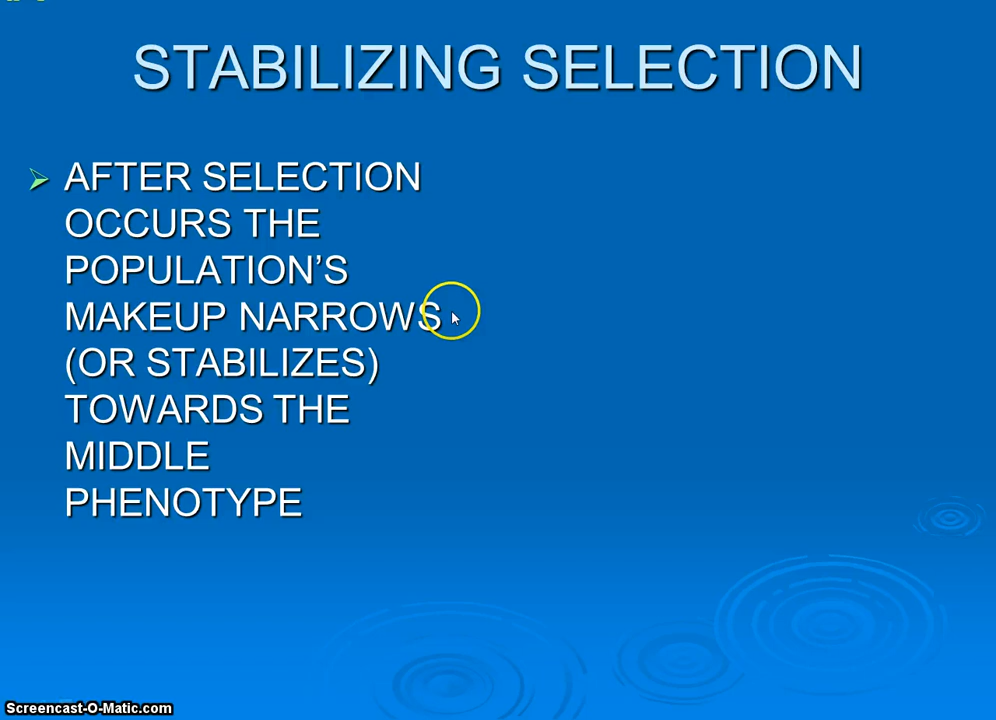 STABILIZING SELECTION
AFTER SELECTION
OCCURS THE
POPULATION’S
MAKEUP NARROWS
(OR STABILIZES)
TOWARDS THE
MIDDLE
PHENOTYPE
Screencast-O-Matic.com